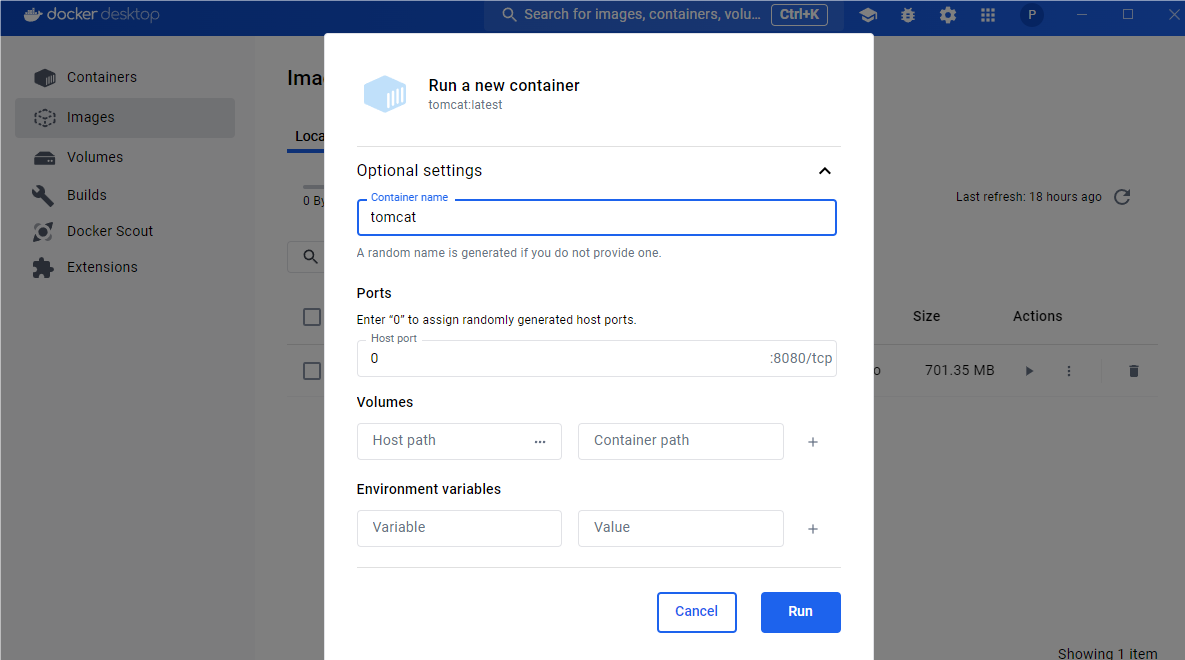 docker desktop
Search for images, containers, volu... Ctrl+K
P
Containers
Images
Volumes
Builds
Docker Scout
Extensions
Ima
Loca
0 By
Last refresh: 18 hours ago
Size
Actions
o
701.35 MB
Showing 1 item
Run a new container
tomcat:latest
Optional settings
Container name
tomcat
A random name is generated if you do not provide one.
Ports
Enter “0” to assign randomly generated host ports.
Host port
0 :8080/tcp
Volumes
Host path ... Container path +
Environment variables
Variable Value +
Cancel Run